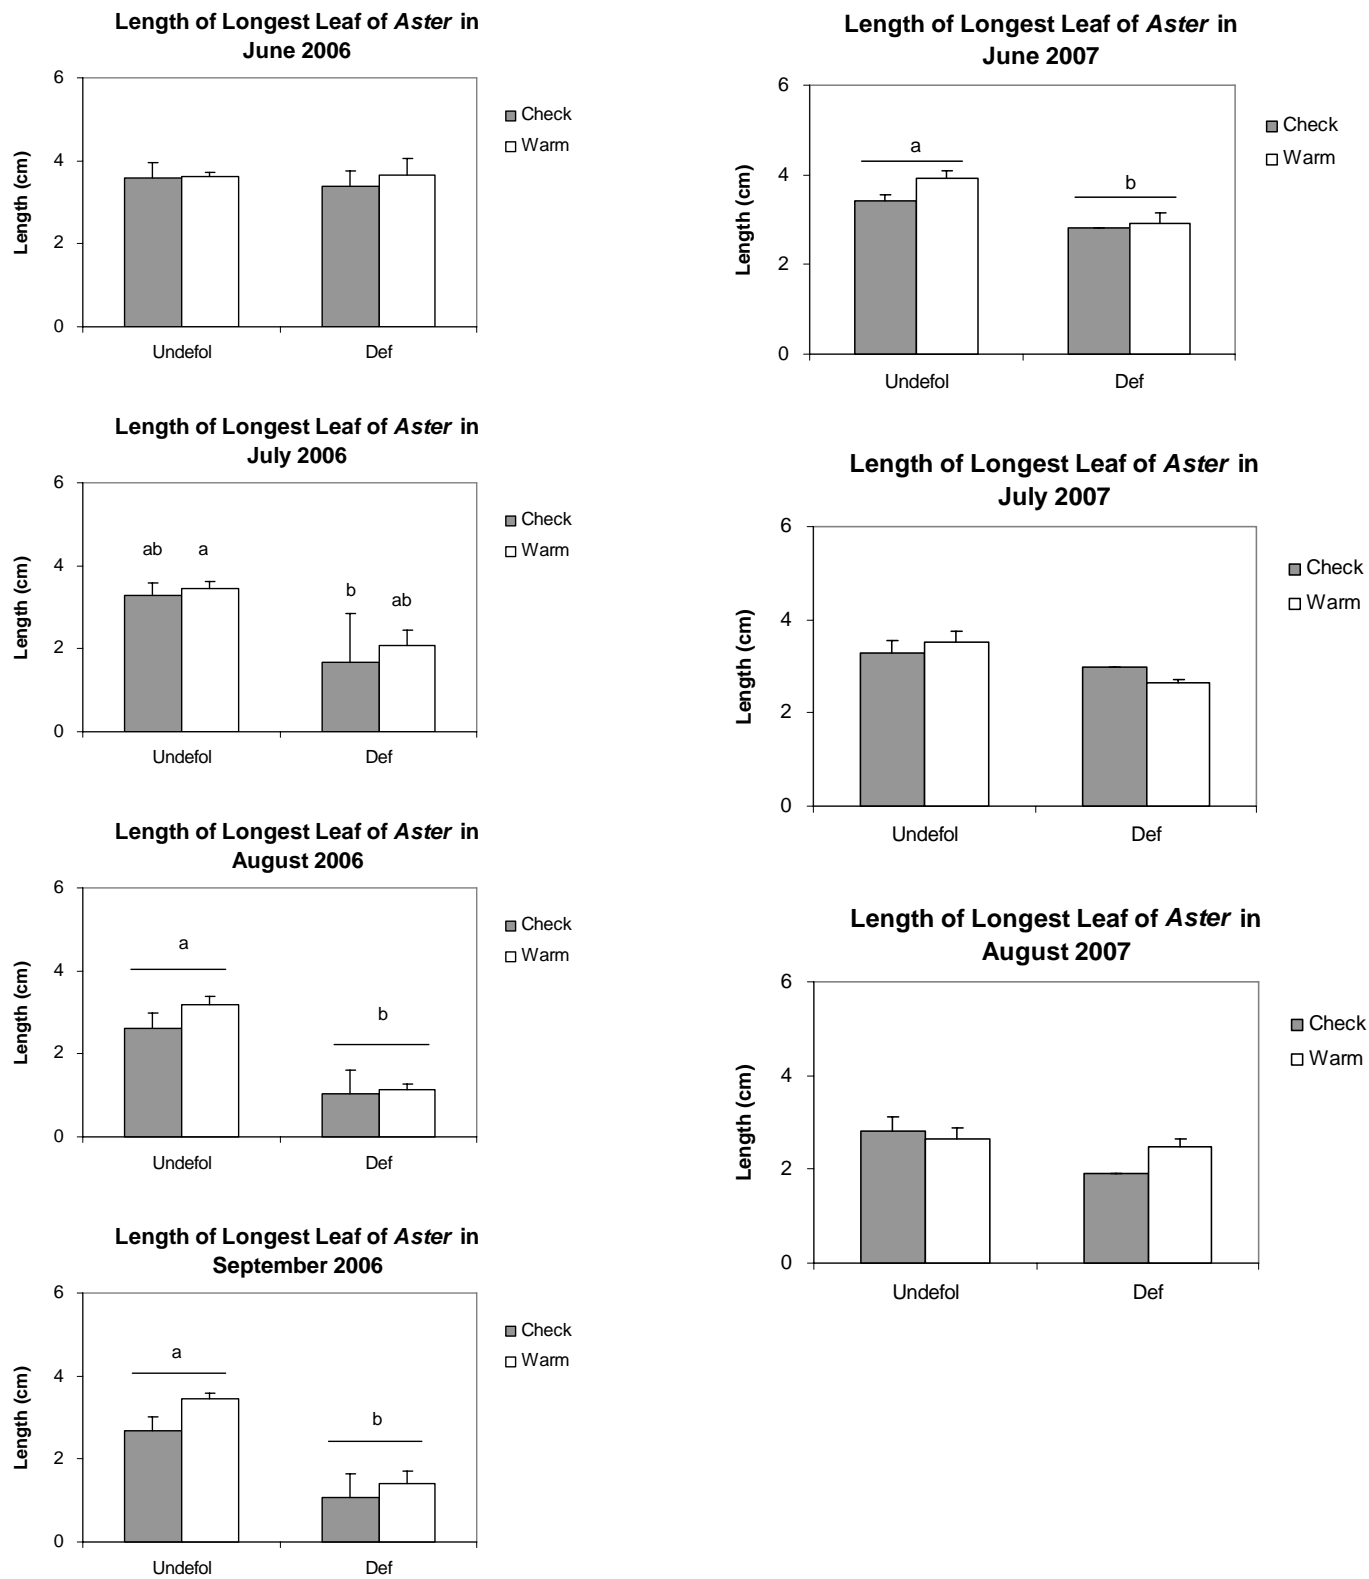 Length of Longest Leaf of Aster in
June 2006
6
4
2
0
Length (cm)
Undefol
Def
Check
Warm
Length of Longest Leaf of Aster in
July 2006
6
4
2
0
Length (cm)
ab
a
b
ab
Undefol
Def
Check
Warm
Length of Longest Leaf of Aster in
August 2006
6
4
2
0
Length (cm)
a
b
Undefol
Def
Check
Warm
Length of Longest Leaf of Aster in
September 2006
6
4
2
0
Length (cm)
a
b
Undefol
Def
Check
Warm
Length of Longest Leaf of Aster in
June 2007
6
4
2
0
Length (cm)
a
b
Undefol
Def
Check
Warm
Length of Longest Leaf of Aster in
July 2007
6
4
2
0
Length (cm)
Undefol
Def
Check
Warm
Length of Longest Leaf of Aster in
August 2007
6
4
2
0
Length (cm)
Undefol
Def
Check
Warm